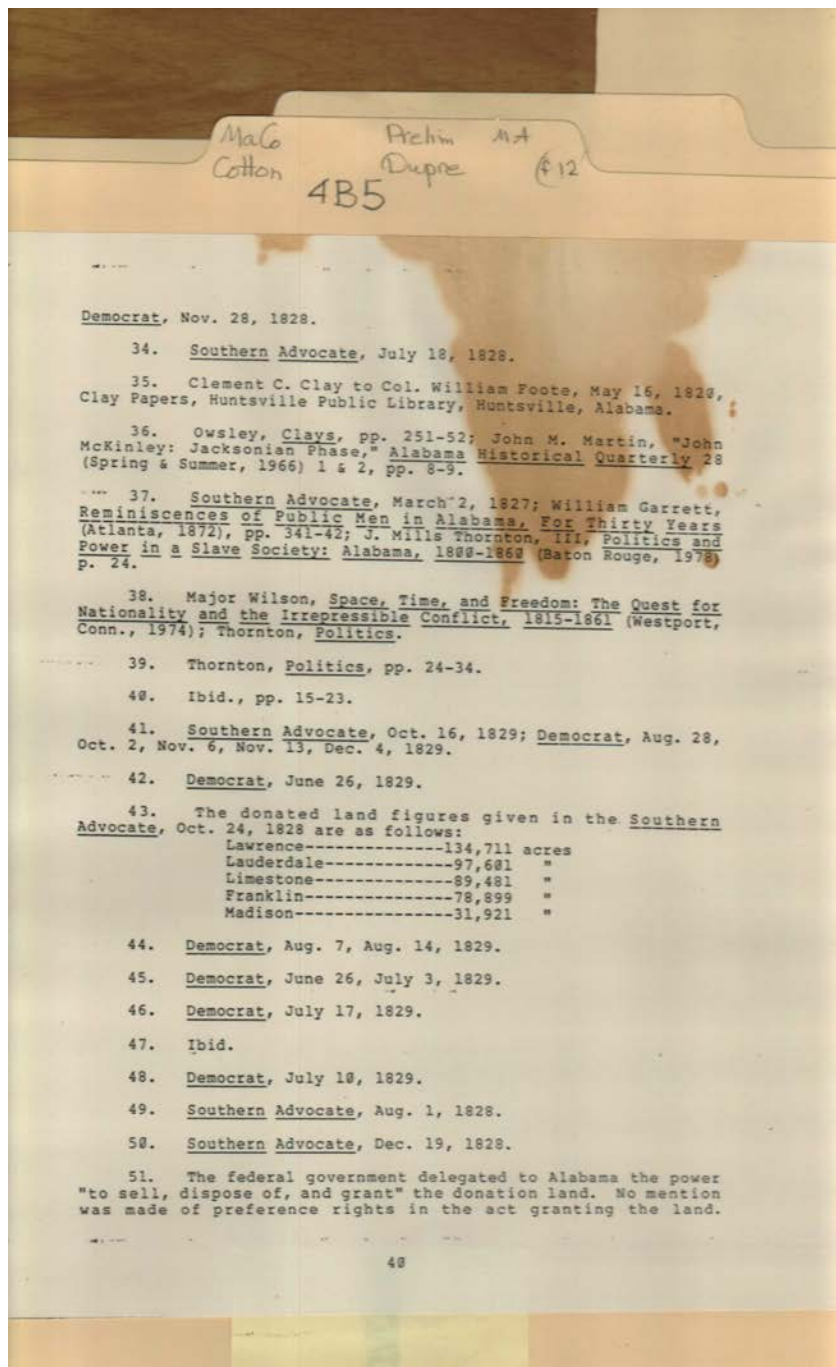 MaCo Prelim MA
Cotton Dupre ¢12
4B5
Democrat, Nov. 28, 1828.
34. Southern Advocate, July 18, 1828.
35. Clement C. Clay to Col. William Foote, May 16, 1820,
Clay Papers, Huntsville Public Library, Huntsville, Alabama.
36. Owsley, Clays, pp. 251-52; John M. Martin, "John
McKinley: Jacksonian Phase," Alabama Historical Quarterly 28
(Spring & Summer, 1966) 1 & 2, pp. 8-9.
37. Southern Advocate, March 2, 1827; William Garrett,
Reminiscences of Public Men in Alabama, For Thirty Years
(Atlanta, 1872), pp. 341-42; J. Mills Thornton, III, Politics and
Power in a Slave Society: Alabama, 1800-1860 (Baton Rouge, 1978)
p. 24.
38. Major Wilson, Space, Time, and Freedom: The Quest for
Nationality and the Irrepressible Conflict, 1815-1861 (Westport,
Conn., 1974); Thornton, Politics.
39. Thornton, Politics, pp. 24-34.
40. Ibid., pp. 15-23.
41. Southern Advocate, Oct. 16, 1829; Democrat, Aug. 28,
Oct. 2, Nov. 6, Nov. 13, Dec. 4, 1829.
42. Democrat, June 26, 1829.
43. The donated land figures given in the Southern
Advocate, Oct. 24, 1828 are as follows:
Lawrence--------------134,711 acres
Lauderdale-------------97,601 "
Limestone--------------89,481 "
Franklin---------------78,899 "
Madison----------------31,921 "
44. Democrat, Aug. 7, Aug. 14, 1829.
45. Democrat, June 26, July 3, 1829.
46. Democrat, July 17, 1829.
47. Ibid.
48. Democrat, July 10, 1829.
49. Southern Advocate, Aug. 1, 1828.
50. Southern Advocate, Dec. 19, 1828.
51. The federal government delegated to Alabama the power
"to sell, dispose of, and grant" the donation land. No mention
was made of preference rights in the act granting the land.
40